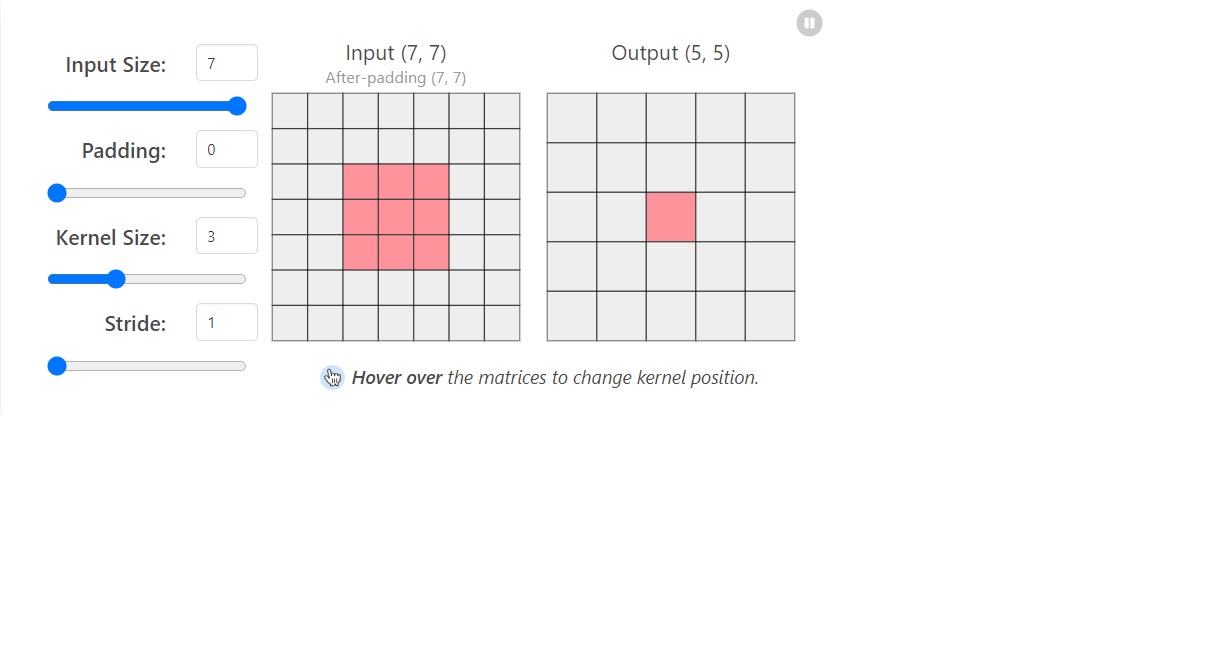 Input Size:
7
Padding:
0
Kernel Size:
3
Stride:
1
Input (7, 7)
After-padding (7, 7)
Output (5, 5)
Hover over the matrices to change kernel position.